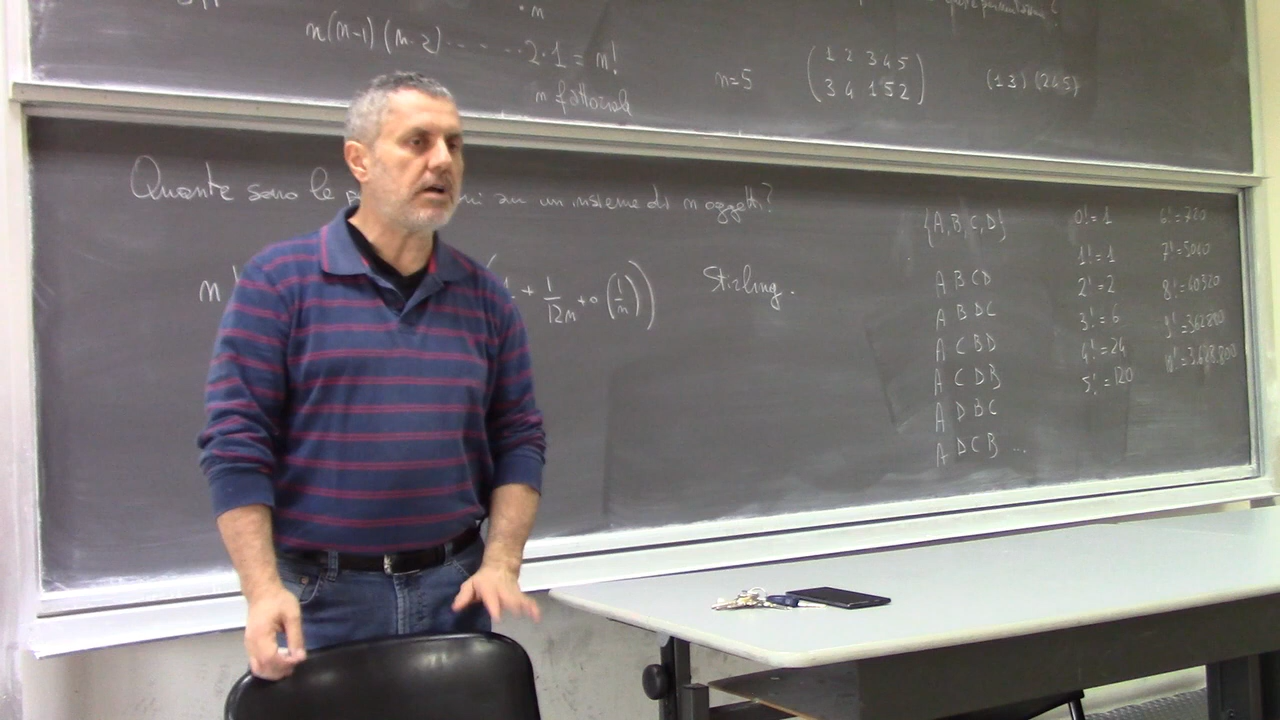 · n
n(n-1)(n-2)······2·1 = n!
n fattoriale
n=5
( 1 2 3 4 5
3 4 1 5 2 )
(1 3) (2 4 5)
Quante sono le su un insieme di n oggetti?
n!
+ 1/12n + o(1/n))
Stirling.
{A,B,C,D}
A B C D
A B D C
A C B D
A C D B
A D B C
A D C B ...
0! = 1
1! = 1
2! = 2
3! = 6
4! = 24
5! = 120
6! = 720
7! = 5040
8! = 40320
9! = 362880